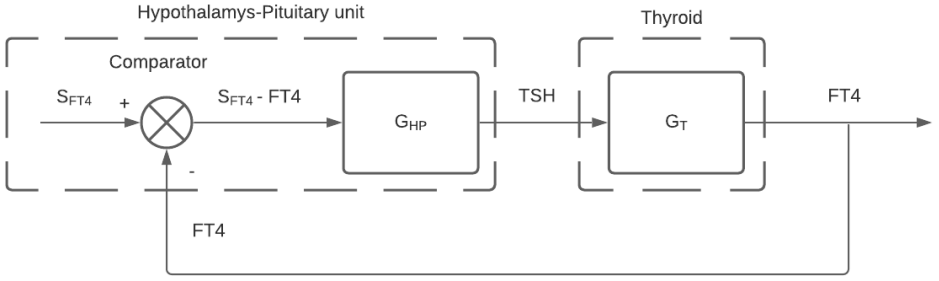 Hypothalamys-Pituitary unit
Thyroid
Comparator
SFT4
+
SFT4 - FT4
GHP
TSH
GT
FT4
-
FT4